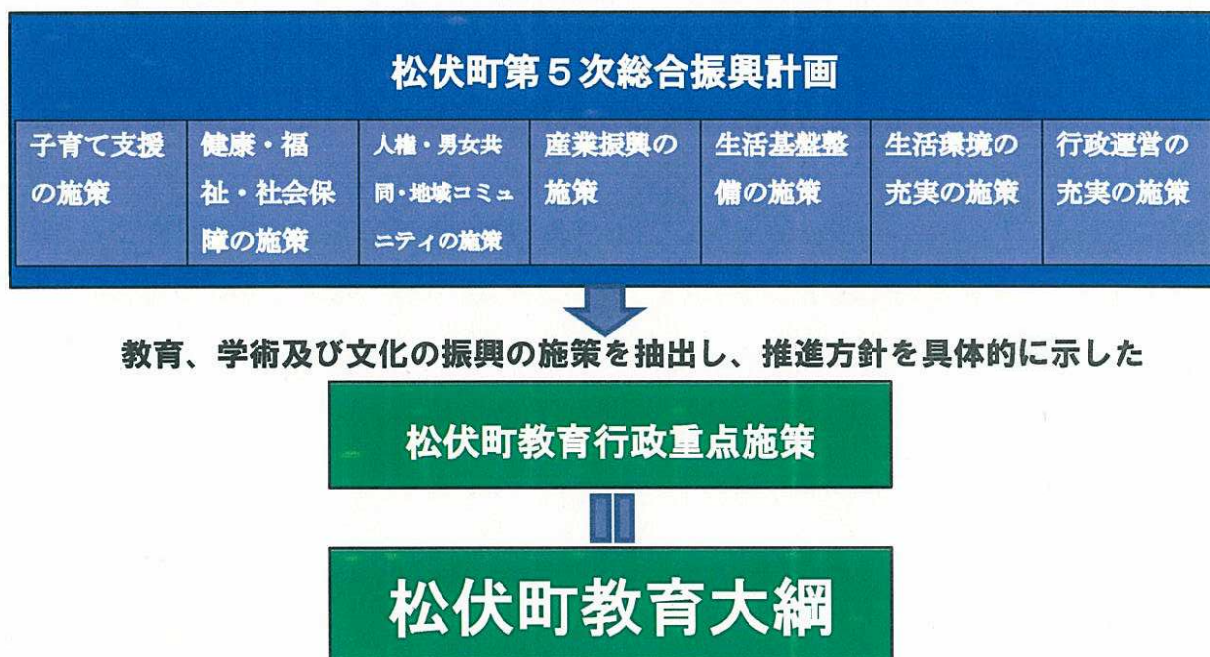 松伏町第5次総合振興計画
子育て支援
の施策
健康・福
祉・社会保
障の施策
人権・男女共
同・地域コミュ
ニティの施策
産業振興の
施策
生活基盤整
備の施策
生活環境の
充実の施策
行政運営の
充実の施策
教育、学術及び文化の振興の施策を抽出し、推進方針を具体的に示した
松伏町教育行政重点施策
松伏町教育大綱